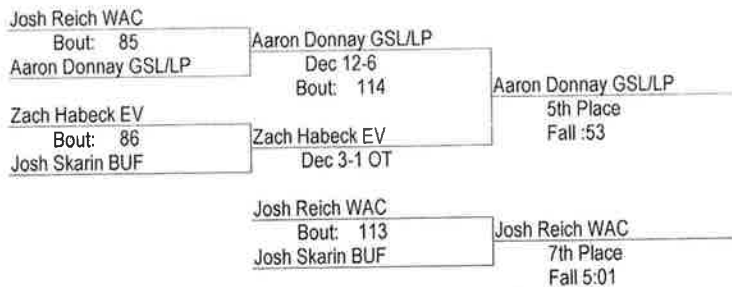 Josh Reich WAC
Bout: 85
Aaron Donnay GSL/LP
Zach Habeck EV
Bout: 86
Josh Skarin BUF
Aaron Donnay GSL/LP
Dec 12-6
Bout: 114
Zach Habeck EV
Dec 3-1 OT
Aaron Donnay GSL/LP
5th Place
Fall :53
Josh Reich WAC
Bout: 113
Josh Skarin BUF
Josh Reich WAC
7th Place
Fall 5:01